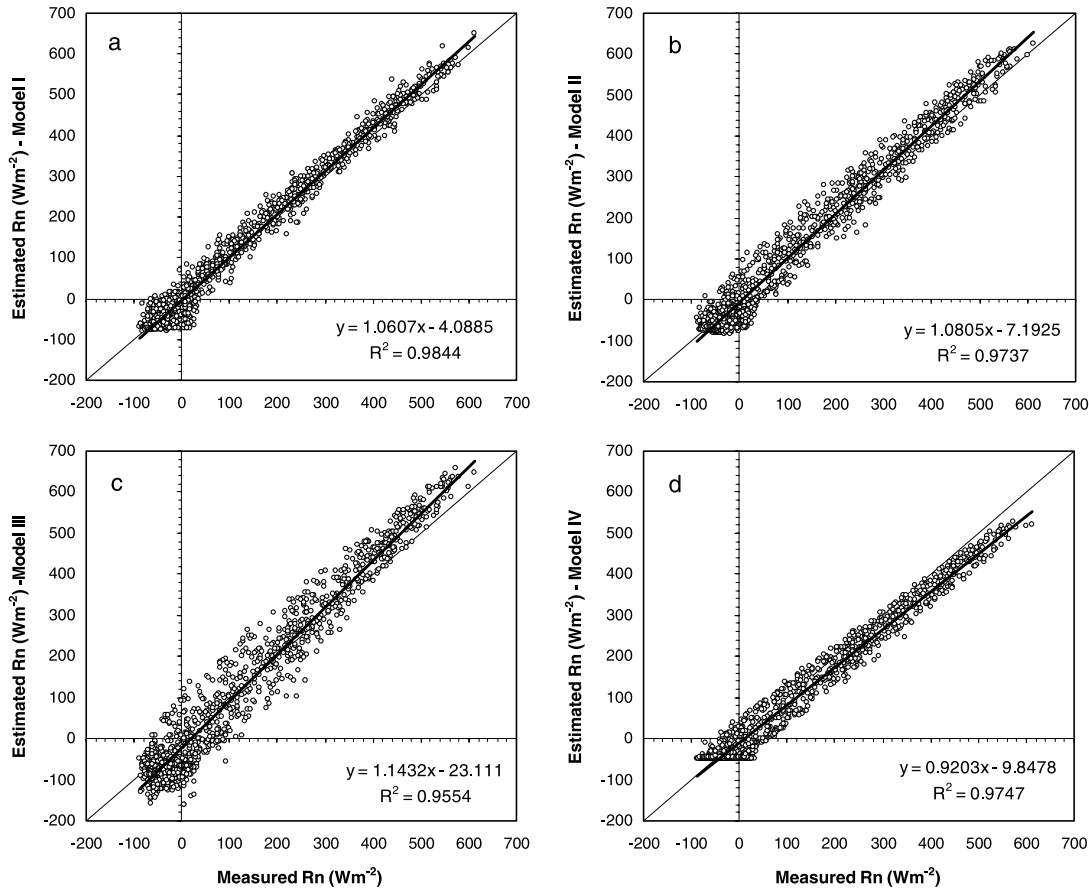 a
Estimated Rn (Wm⁻²) - Model I
700
600
500
400
300
200
100
0
-100
-200
y = 1.0607x - 4.0885
R² = 0.9844
-200 -100 0 100 200 300 400 500 600 700
b
Estimated Rn (Wm⁻²) - Model II
700
600
500
400
300
200
100
0
-100
-200
y = 1.0805x - 7.1925
R² = 0.9737
-200 -100 0 100 200 300 400 500 600 700
c
Estimated Rn (Wm⁻²) -Model III
700
600
500
400
300
200
100
0
-100
-200
y = 1.1432x - 23.111
R² = 0.9554
-200 -100 0 100 200 300 400 500 600 700
Measured Rn (Wm⁻²)
d
Estimated Rn (Wm⁻²) - Model IV
700
600
500
400
300
200
100
0
-100
-200
y = 0.9203x - 9.8478
R² = 0.9747
-200 -100 0 100 200 300 400 500 600 700
Measured Rn (Wm⁻²)